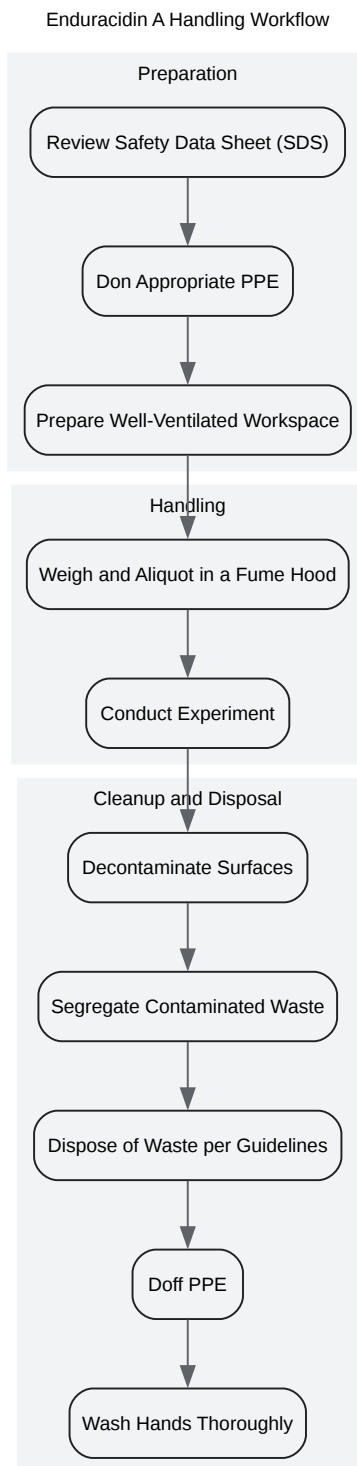 Enduracidin A Handling Workflow
Preparation
Review Safety Data Sheet (SDS)
Don Appropriate PPE
Prepare Well-Ventilated Workspace
Handling
Weigh and Aliquot in a Fume Hood
Conduct Experiment
Cleanup and Disposal
Decontaminate Surfaces
Segregate Contaminated Waste
Dispose of Waste per Guidelines
Doff PPE
Wash Hands Thoroughly